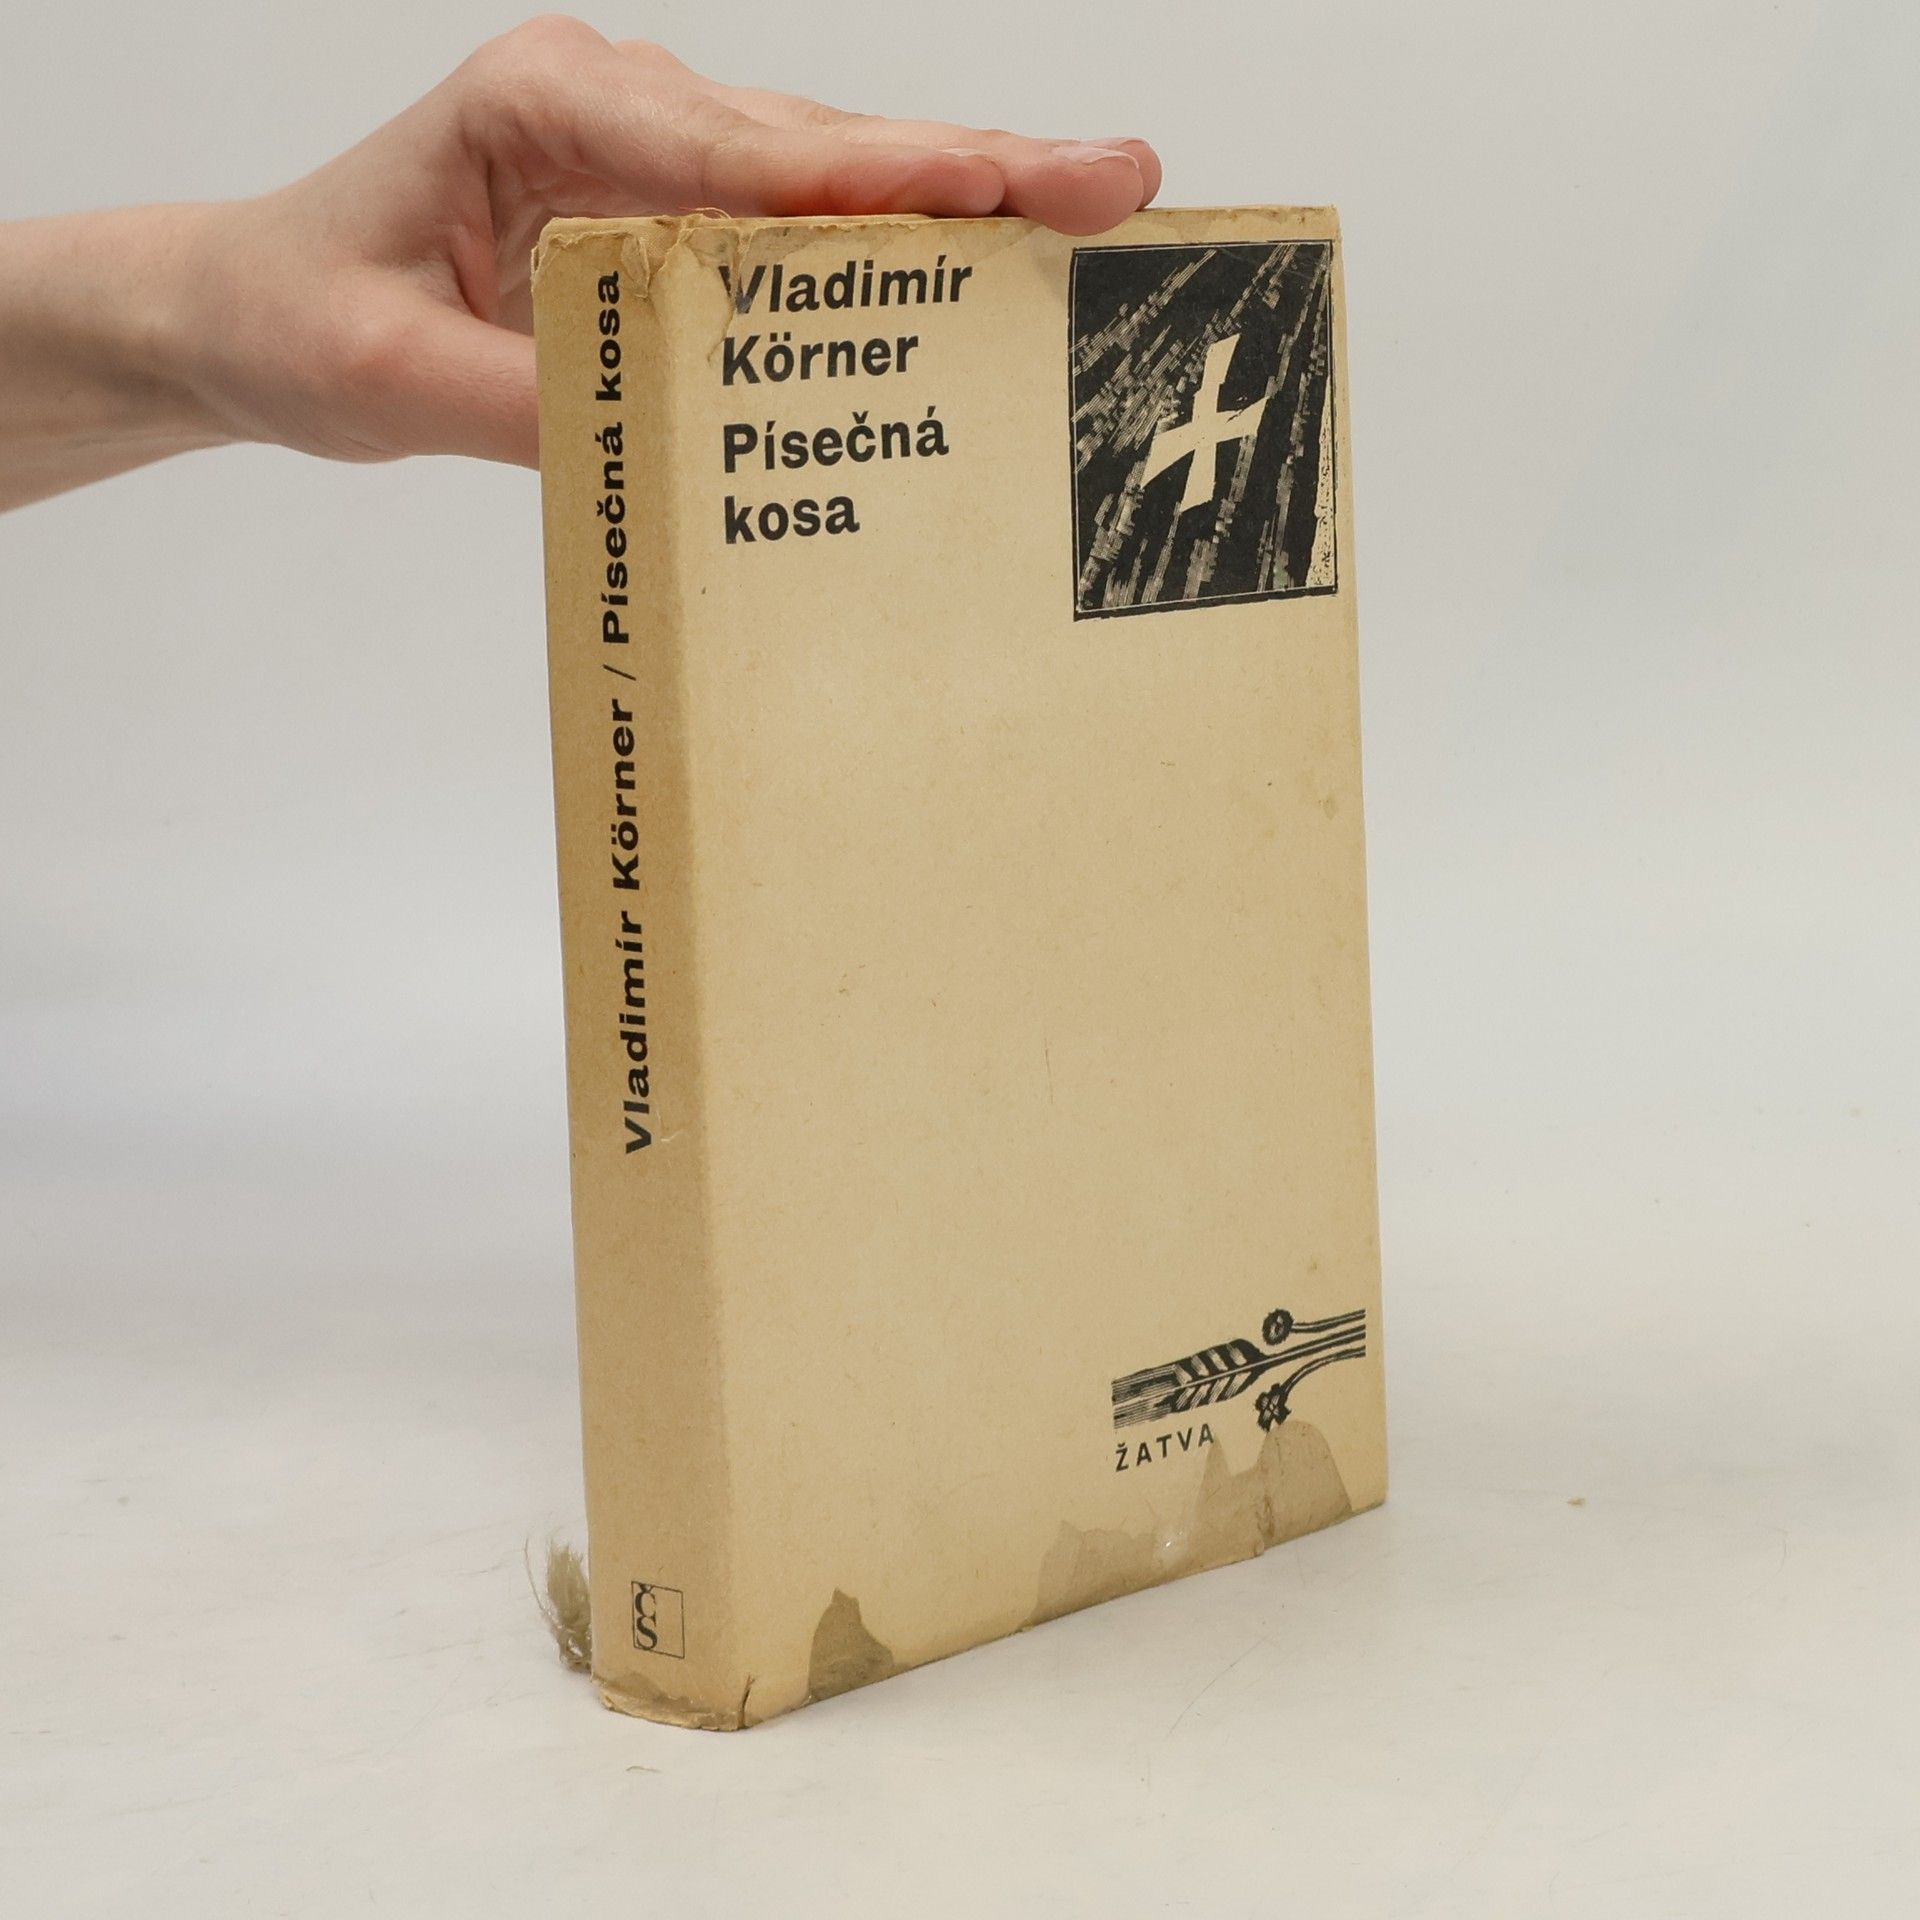 Vladimír Körner / Písečná kosa
Vladimír
Körner
Písečná
kosa
ŽATVA
ČS